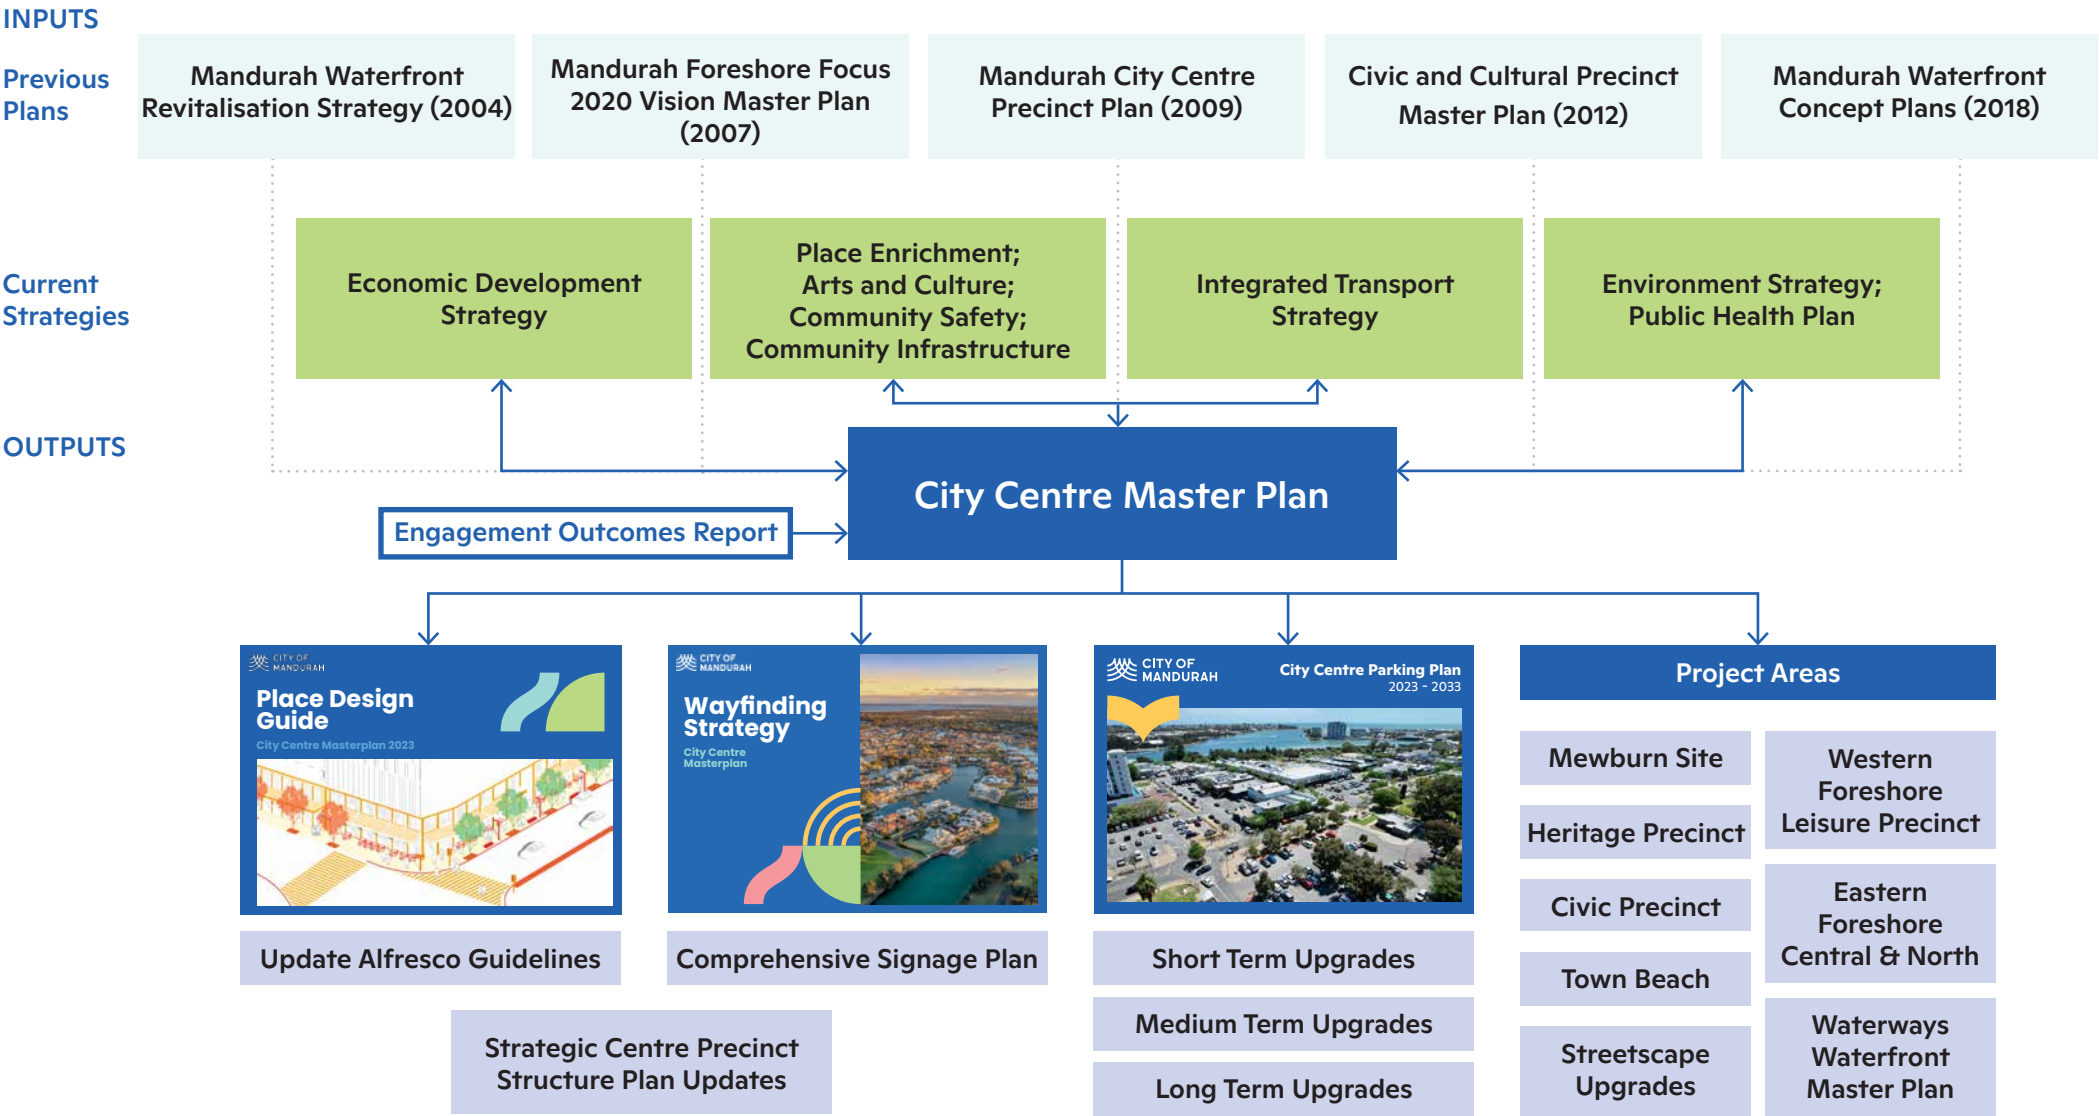 INPUTS
Previous
Plans
Mandurah Waterfront
Revitalisation Strategy (2004)
Mandurah Foreshore Focus
2020 Vision Master Plan
(2007)
Mandurah City Centre
Precinct Plan (2009)
Civic and Cultural Precinct
Master Plan (2012)
Mandurah Waterfront
Concept Plans (2018)
Current
Strategies
Economic Development
Strategy
Place Enrichment;
Arts and Culture;
Community Safety;
Community Infrastructure
Integrated Transport
Strategy
Environment Strategy;
Public Health Plan
OUTPUTS
City Centre Master Plan
Engagement Outcomes Report
CITY OF
MANDURAH
Place Design
Guide
City Centre Masterplan 2023
CITY OF
MANDURAH
Wayfinding
Strategy
City Centre
Masterplan
CITY OF
MANDURAH
City Centre Parking Plan
2023 - 2033
Project Areas
Update Alfresco Guidelines
Comprehensive Signage Plan
Strategic Centre Precinct
Structure Plan Updates
Short Term Upgrades
Medium Term Upgrades
Long Term Upgrades
Mewburn Site
Heritage Precinct
Civic Precinct
Town Beach
Streetscape
Upgrades
Western
Foreshore
Leisure Precinct
Eastern
Foreshore
Central & North
Waterways
Waterfront
Master Plan